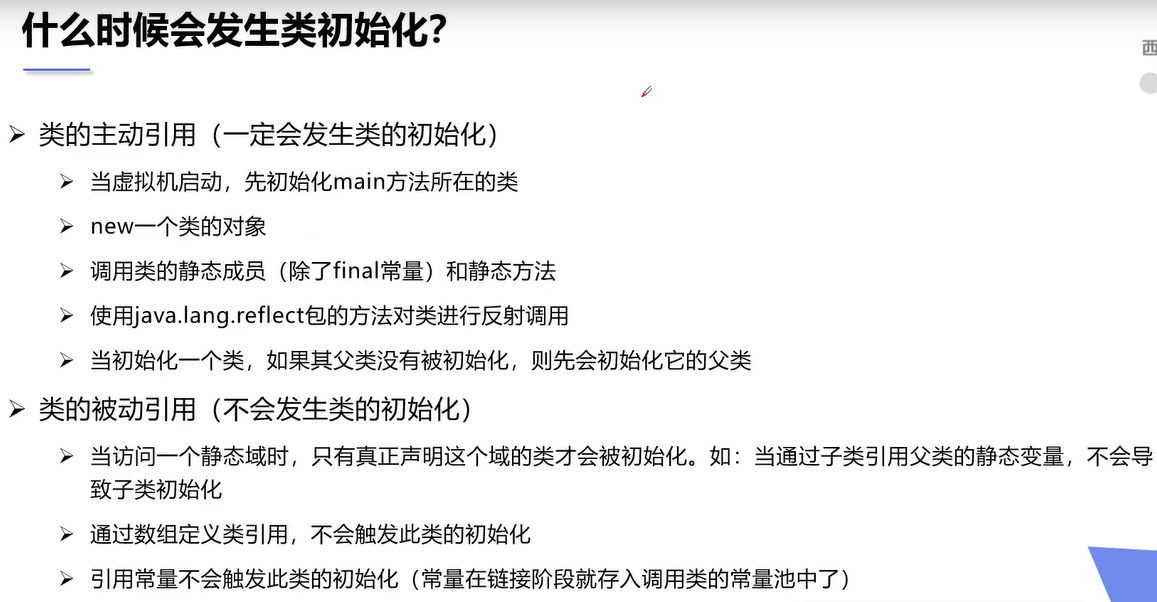 什么时候会发生类初始化？
西
类的主动引用（一定会发生类的初始化）
当虚拟机启动，先初始化main方法所在的类
new一个类的对象
调用类的静态成员（除了final常量）和静态方法
使用java.lang.reflect包的方法对类进行反射调用
当初始化一个类，如果其父类没有被初始化，则先会初始化它的父类
类的被动引用（不会发生类的初始化）
当访问一个静态域时，只有真正声明这个域的类才会被初始化。如：当通过子类引用父类的静态变量，不会导
致子类初始化
通过数组定义类引用，不会触发此类的初始化
引用常量不会触发此类的初始化（常量在链接阶段就存入调用类的常量池中了）